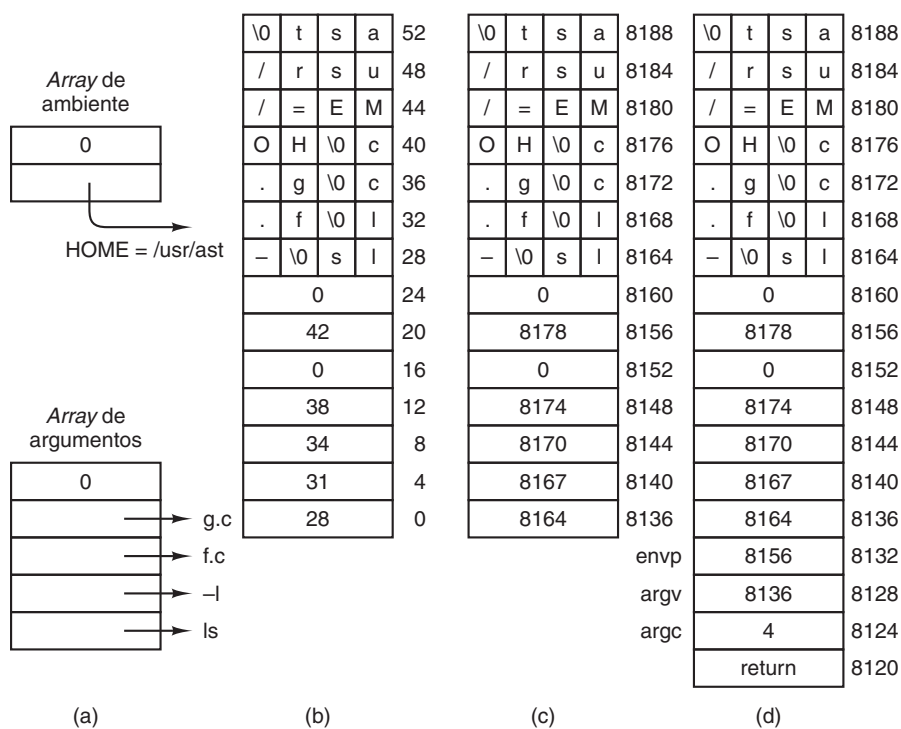 Array de
ambiente
0
HOME = /usr/ast
Array de
argumentos
0
g.c
f.c
–l
ls
(a)
\0 t s a 52
/ r s u 48
/ = E M 44
O H \0 c 40
. g \0 c 36
. f \0 l 32
– \0 s l 28
0 24
42 20
0 16
38 12
34 8
31 4
28 0
(b)
\0 t s a 8188
/ r s u 8184
/ = E M 8180
O H \0 c 8176
. g \0 c 8172
. f \0 l 8168
– \0 s l 8164
0 8160
8178 8156
0 8152
8174 8148
8170 8144
8167 8140
8164 8136
(c)
\0 t s a 8188
/ r s u 8184
/ = E M 8180
O H \0 c 8176
. g \0 c 8172
. f \0 l 8168
– \0 s l 8164
0 8160
8178 8156
0 8152
8174 8148
8170 8144
8167 8140
8164 8136
envp 8156 8132
argv 8136 8128
argc 4 8124
return 8120
(d)